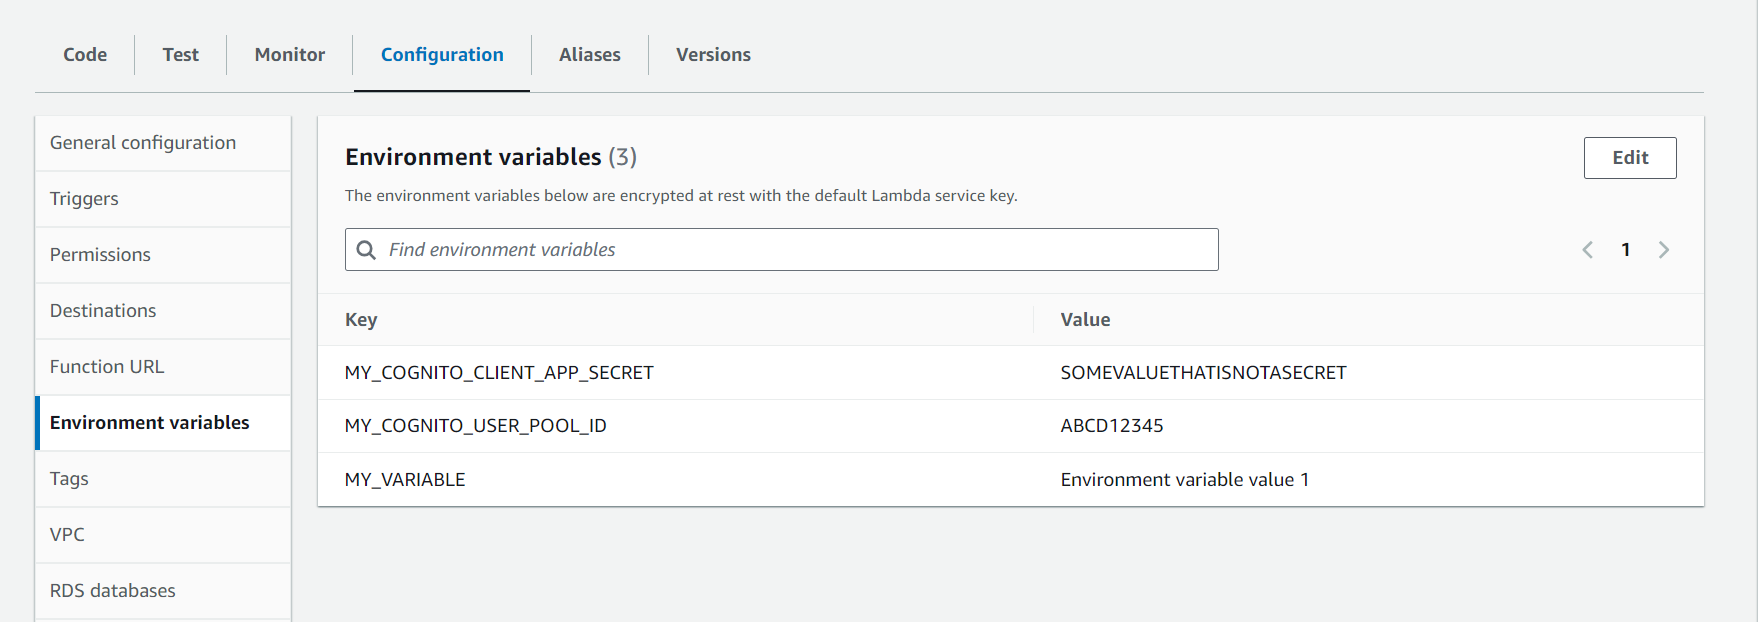 Code Test Monitor Configuration Aliases Versions
General configuration
Triggers
Permissions
Destinations
Function URL
Environment variables
Tags
VPC
RDS databases
Environment variables (3)
Edit
The environment variables below are encrypted at rest with the default Lambda service key.
Find environment variables
1
Key Value
MY_COGNITO_CLIENT_APP_SECRET SOMEVALUETHATISNOTASECRET
MY_COGNITO_USER_POOL_ID ABCD12345
MY_VARIABLE Environment variable value 1